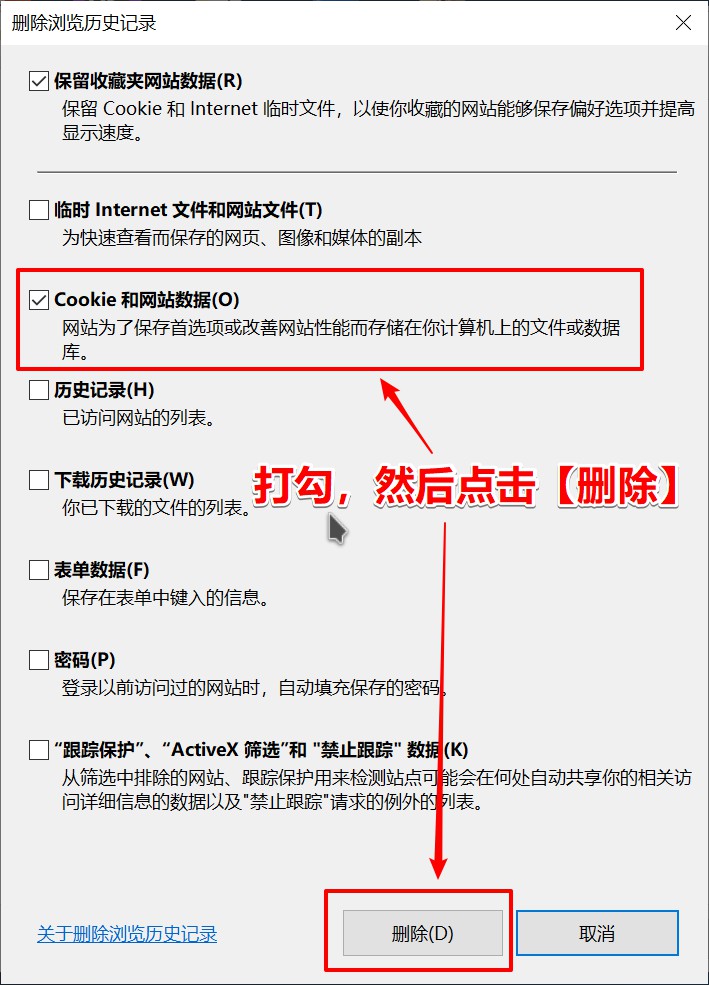 删除浏览历史记录
保留收藏夹网站数据(R)
保留 Cookie 和 Internet 临时文件，以使你收藏的网站能够保存偏好选项并提高
显示速度。
临时 Internet 文件和网站文件(T)
为快速查看而保存的网页、图像和媒体的副本
Cookie 和网站数据(O)
网站为了保存首选项或改善网站性能而存储在你计算机上的文件或数据
库。
历史记录(H)
已访问网站的列表。
下载历史记录(W)
你已下载的文件的列表。
打勾，然后点击【删除】
表单数据(F)
保存在表单中键入的信息。
密码(P)
登录以前访问过的网站时，自动填充保存的密码。
“跟踪保护”、“ActiveX 筛选”和 "禁止跟踪" 数据(K)
从筛选中排除的网站、跟踪保护用来检测站点可能会在何处自动共享你的相关访
问详细信息的数据以及"禁止跟踪"请求的例外的列表。
关于删除浏览历史记录
删除(D)
取消